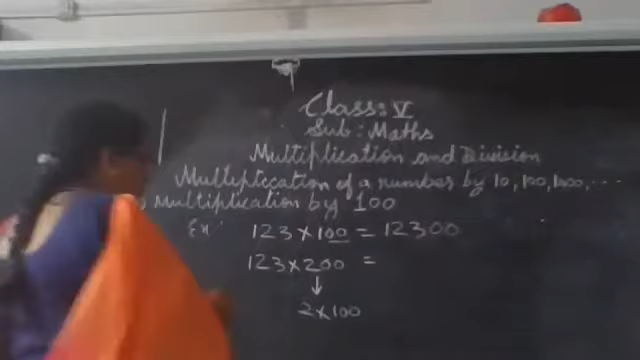 Class: V
Sub: Maths
Multiplication and Division
Multiplication of a number by 10, 100, 1000, ...
Multiplication by 100
Ex: 123 × 100 = 12300
123 × 200 =
↓
2 × 100